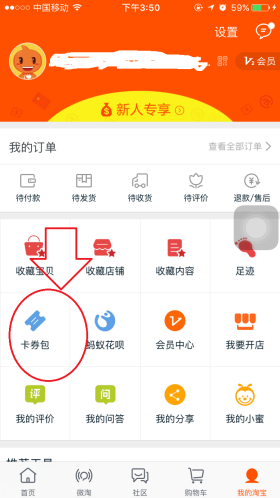 中国移动 下午3:50 59%
设置
V 会员
新人专享
我的订单 查看全部订单
待付款 待发货 待收货 待评价 退款/售后
收藏宝贝 收藏店铺 收藏内容 足迹
卡券包 蚂蚁花呗 会员中心 我要开店
评 问
我的评价 我的问答 我的分享 我的小蜜
推荐工具
首页 微淘 社区 购物车 我的淘宝